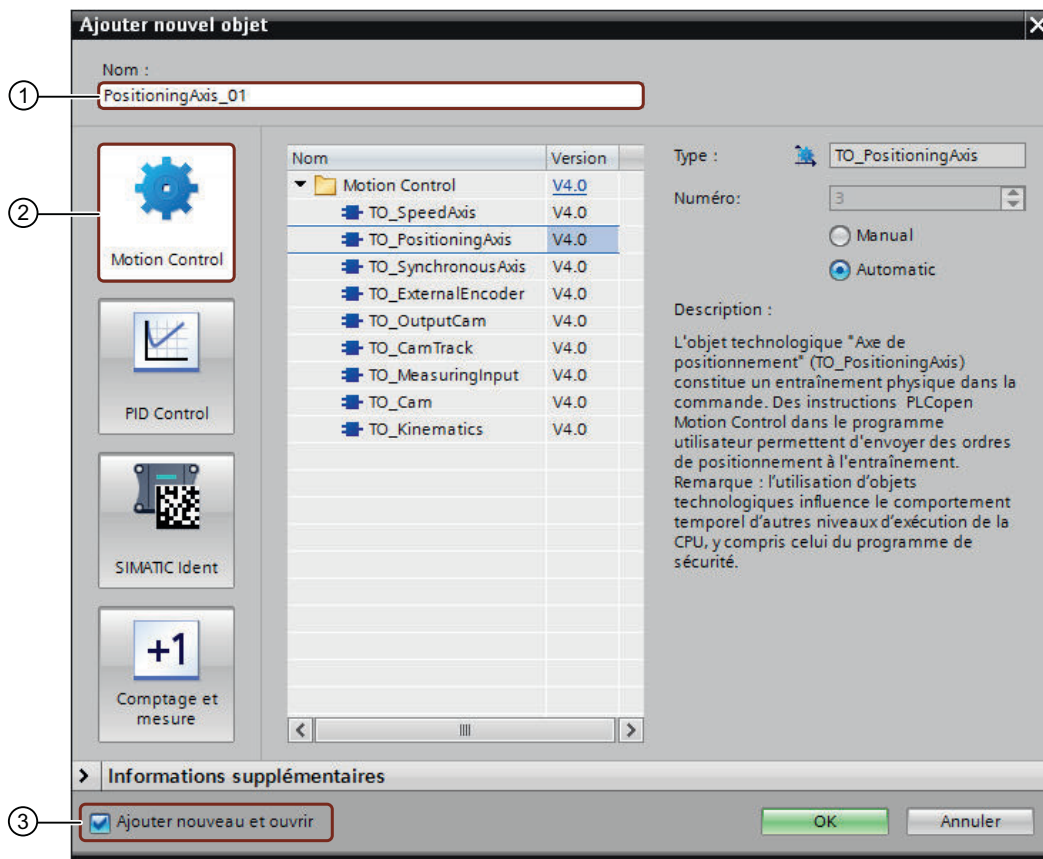 Ajouter nouvel objet
Nom :
① PositioningAxis_01
②
Motion Control
PID Control
SIMATIC Ident
+1
Comptage et
mesure
Nom Version
Motion Control V4.0
TO_SpeedAxis V4.0
TO_PositioningAxis V4.0
TO_SynchronousAxis V4.0
TO_ExternalEncoder V4.0
TO_OutputCam V4.0
TO_CamTrack V4.0
TO_MeasuringInput V4.0
TO_Cam V4.0
TO_Kinematics V4.0
Type : TO_PositioningAxis
Numéro: 3
Manual
Automatic
Description :
L'objet technologique "Axe de
positionnement" (TO_PositioningAxis)
constitue un entraînement physique dans la
commande. Des instructions PLCopen
Motion Control dans le programme
utilisateur permettent d'envoyer des ordres
de positionnement à l'entraînement.
Remarque : l'utilisation d'objets
technologiques influence le comportement
temporel d'autres niveaux d'exécution de la
CPU, y compris celui du programme de
sécurité.
Informations supplémentaires
③ Ajouter nouveau et ouvrir
OK Annuler